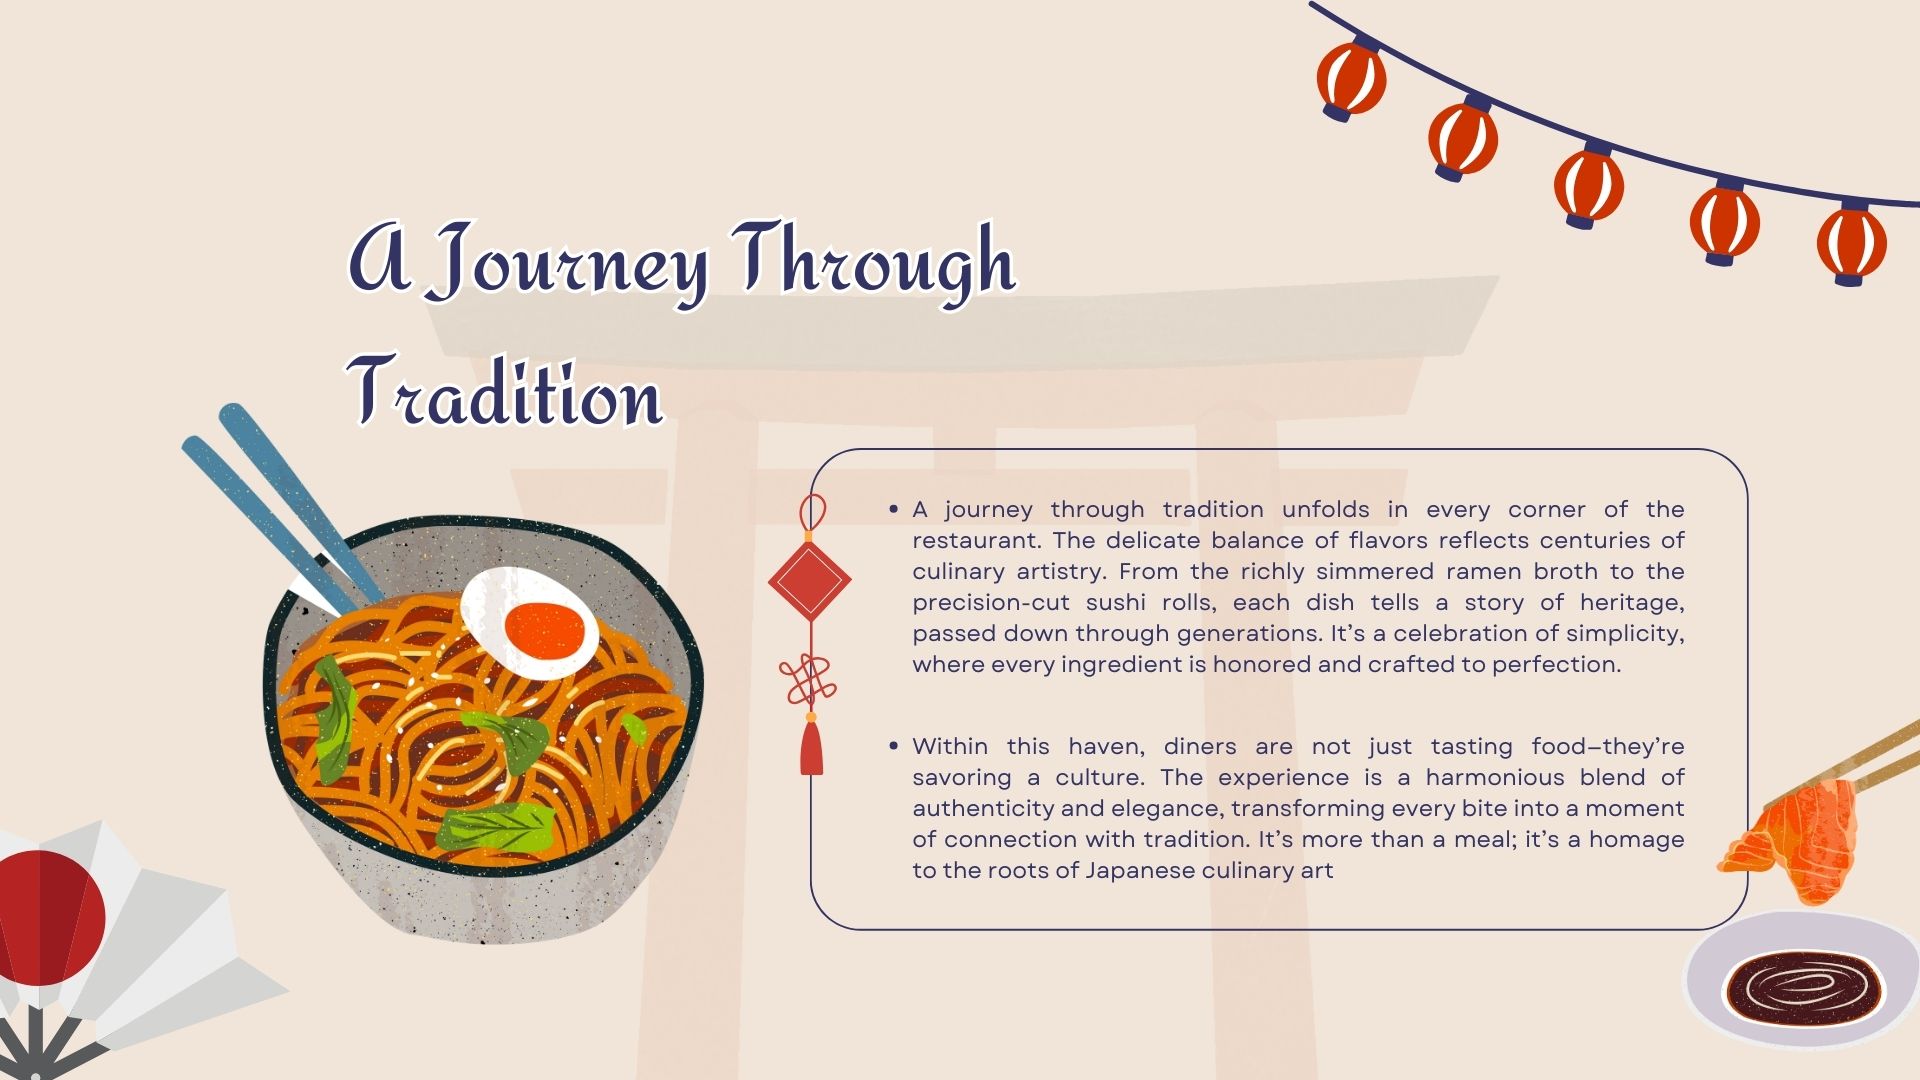 A Journey Through
Tradition
• A journey through tradition unfolds in every corner of the
restaurant. The delicate balance of flavors reflects centuries of
culinary artistry. From the richly simmered ramen broth to the
precision-cut sushi rolls, each dish tells a story of heritage,
passed down through generations. It’s a celebration of simplicity,
where every ingredient is honored and crafted to perfection.
• Within this haven, diners are not just tasting food—they’re
savoring a culture. The experience is a harmonious blend of
authenticity and elegance, transforming every bite into a moment
of connection with tradition. It’s more than a meal; it’s a homage
to the roots of Japanese culinary art